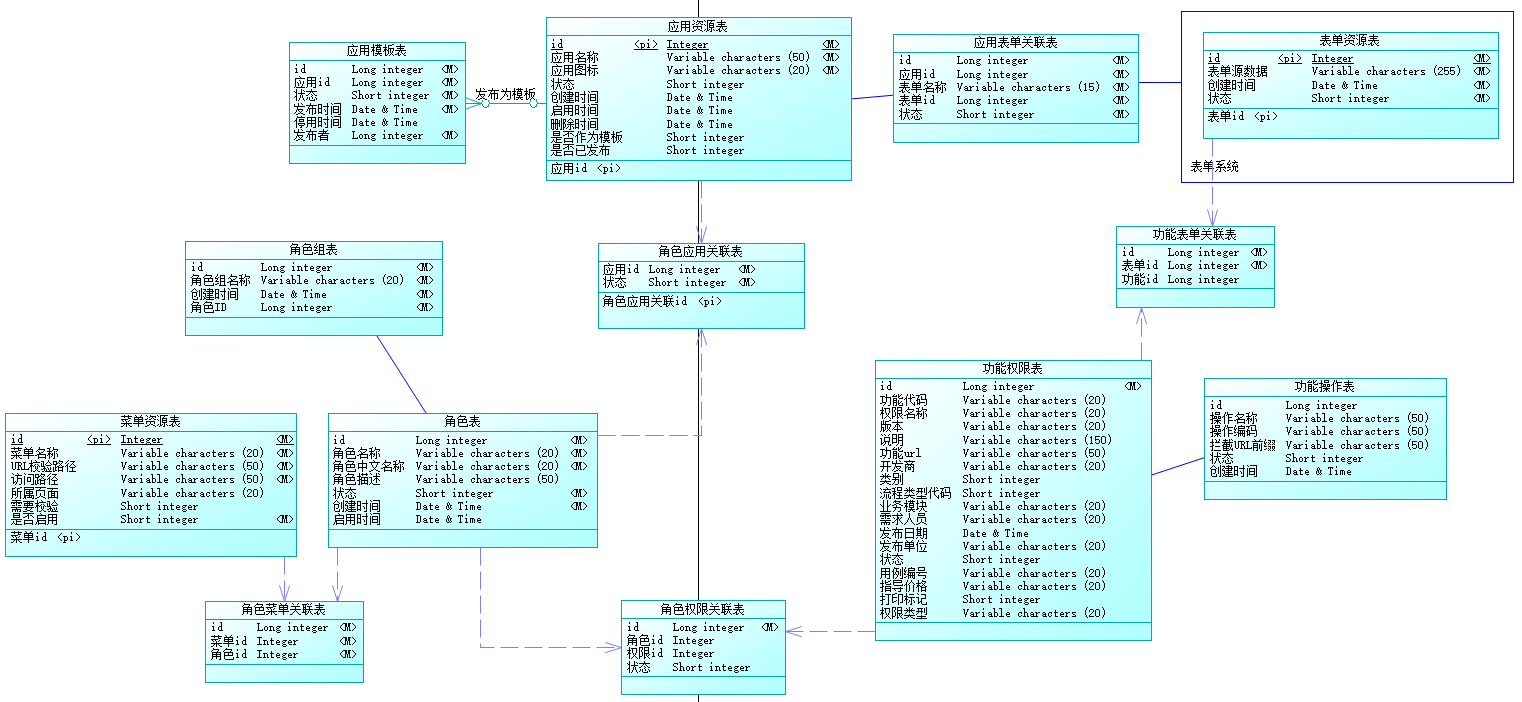 应用模板表
id Long integer <M>
应用id Long integer <M>
状态 Short integer <M>
发布时间 Date & Time <M>
停用时间 Date & Time
发布者 Long integer <M>
发布为模板
应用资源表
id <pi> Integer <M>
应用名称 Variable characters (50) <M>
应用图标 Variable characters (20) <M>
状态 Short integer
创建时间 Date & Time
启用时间 Date & Time
删除时间 Date & Time
是否作为模板 Short integer
是否已发布 Short integer
应用id <pi>
应用表单关联表
id Long integer <M>
应用id Long integer <M>
表单名称 Variable characters (15) <M>
表单id Long integer <M>
状态 Short integer <M>
表单资源表
id <pi> Integer <M>
表单源数据 Variable characters (255) <M>
创建时间 Date & Time <M>
状态 Short integer <M>
表单id <pi>
表单系统
角色组表
id Long integer <M>
角色组名称 Variable characters (20) <M>
创建时间 Date & Time <M>
角色ID Long integer <M>
角色应用关联表
应用id Long integer <M>
状态 Short integer <M>
角色应用关联id <pi>
功能表单关联表
id Long integer <M>
表单id Long integer <M>
功能id Long integer
菜单资源表
id <pi> Integer <M>
菜单名称 Variable characters (20) <M>
URL校验路径 Variable characters (50) <M>
访问路径 Variable characters (50) <M>
所属页面 Variable characters (20)
需要校验 Short integer
是否启用 Short integer <M>
菜单id <pi>
角色表
id Long integer <M>
角色名称 Variable characters (20) <M>
角色中文名称 Variable characters (20) <M>
角色描述 Variable characters (50)
状态 Short integer <M>
创建时间 Date & Time <M>
启用时间 Date & Time
功能权限表
id Long integer <M>
功能代码 Variable characters (20)
权限名称 Variable characters (20)
版本 Variable characters (20)
说明 Variable characters (150)
功能url Variable characters (50)
开发商 Variable characters (20)
类别 Short integer
流程类型代码 Short integer
业务模块 Variable characters (20)
需求人员 Variable characters (20)
发布日期 Date & Time
发布单位 Variable characters (20)
状态 Short integer
用例编号 Variable characters (20)
指导价格 Variable characters (20)
打印标记 Short integer
权限类型 Variable characters (20)
功能操作表
id Long integer
操作名称 Variable characters (50)
操作编码 Variable characters (50)
拦截URL前缀 Variable characters (50)
状态 Short integer
创建时间 Date & Time
角色菜单关联表
id Long integer <M>
菜单id Integer <M>
角色id Integer <M>
角色权限关联表
id Long integer <M>
角色id Integer
权限id Integer
状态 Short integer